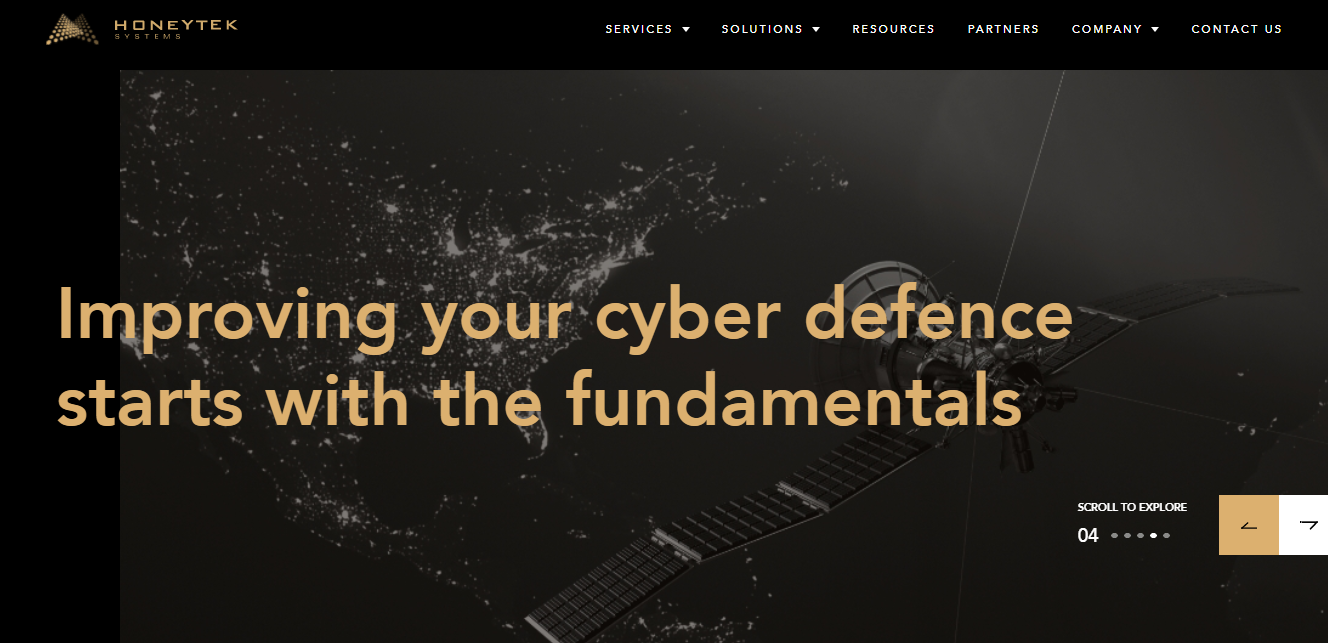 HONEYTEK
SYSTEMS
SERVICES
SOLUTIONS
RESOURCES
PARTNERS
COMPANY
CONTACT US
Improving your cyber defence
starts with the fundamentals
SCROLL TO EXPLORE
04